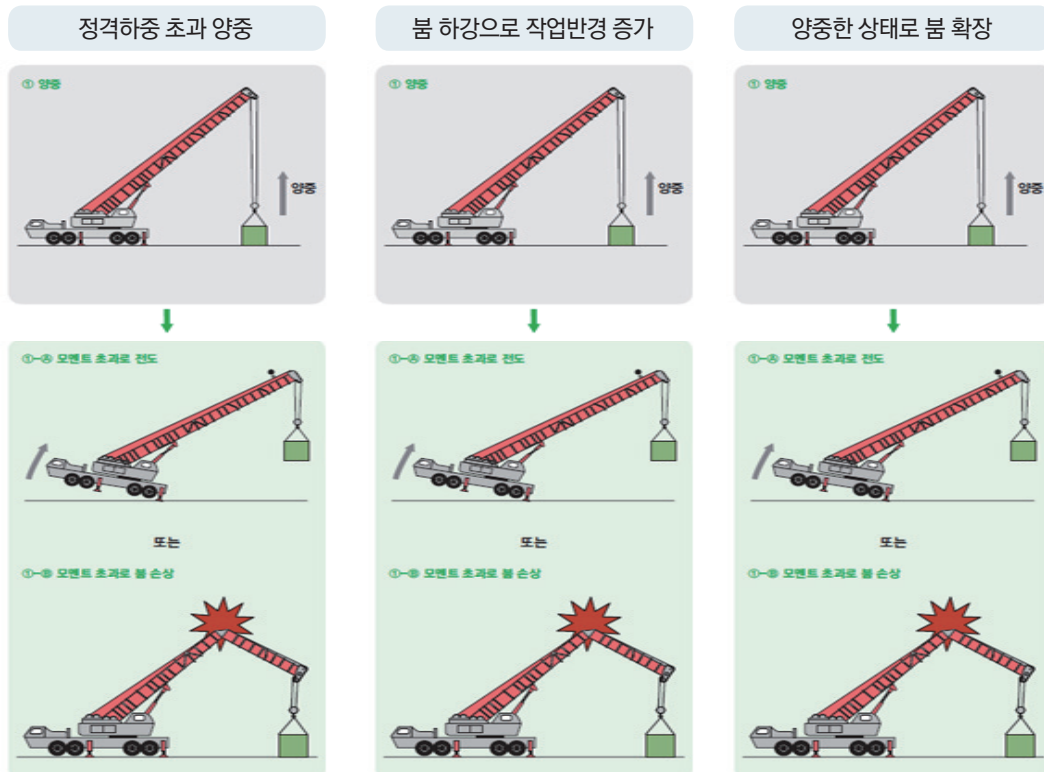 정격하중 초과 양중
붐 하강으로 작업반경 증가
양중한 상태로 붐 확장
① 양중
양중
① 양중
양중
① 양중
양중
①-Ⓐ 모멘트 초과로 전도
①-Ⓐ 모멘트 초과로 전도
①-Ⓐ 모멘트 초과로 전도
또는
또는
또는
①-Ⓑ 모멘트 초과로 붐 손상
①-Ⓑ 모멘트 초과로 붐 손상
①-Ⓑ 모멘트 초과로 붐 손상